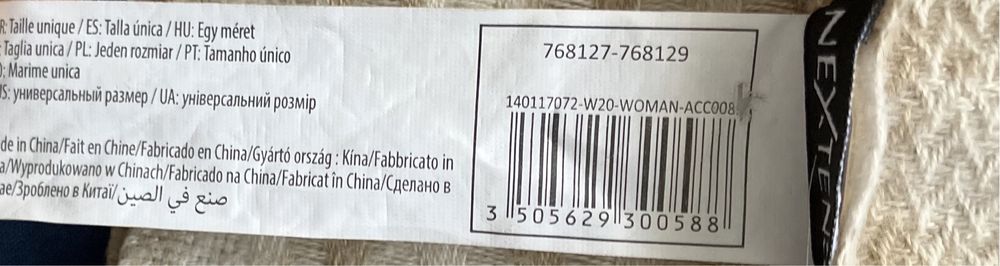 R: Taille unique / ES: Talla única / HU: Egy méret
Taglia unica / PL: Jeden rozmiar / PT: Tamanho único
: Marime unica
US: универсальный размер / UA: універсальний розмір
de in China/Fait en Chine/Fabricado en China/Gyártó ország : Kína/Fabbricato in
a/Wyprodukowano w Chinach/Fabricado na China/Fabricat în China/Сделано в
ае/Зроблено в Китаї/صنع في الصين
768127-768129
140117072-W20-WOMAN-ACC008
3 505629 300588
NEXTEN